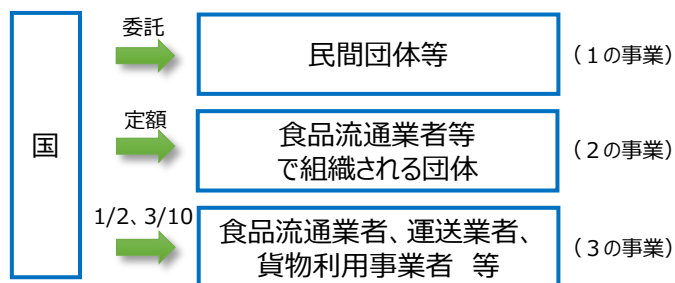 国
委託
民間団体等
（１の事業）
定額
食品流通業者等
で組織される団体
（２の事業）
1/2、3/10
食品流通業者、運送業者、
貨物利用事業者 等
（３の事業）